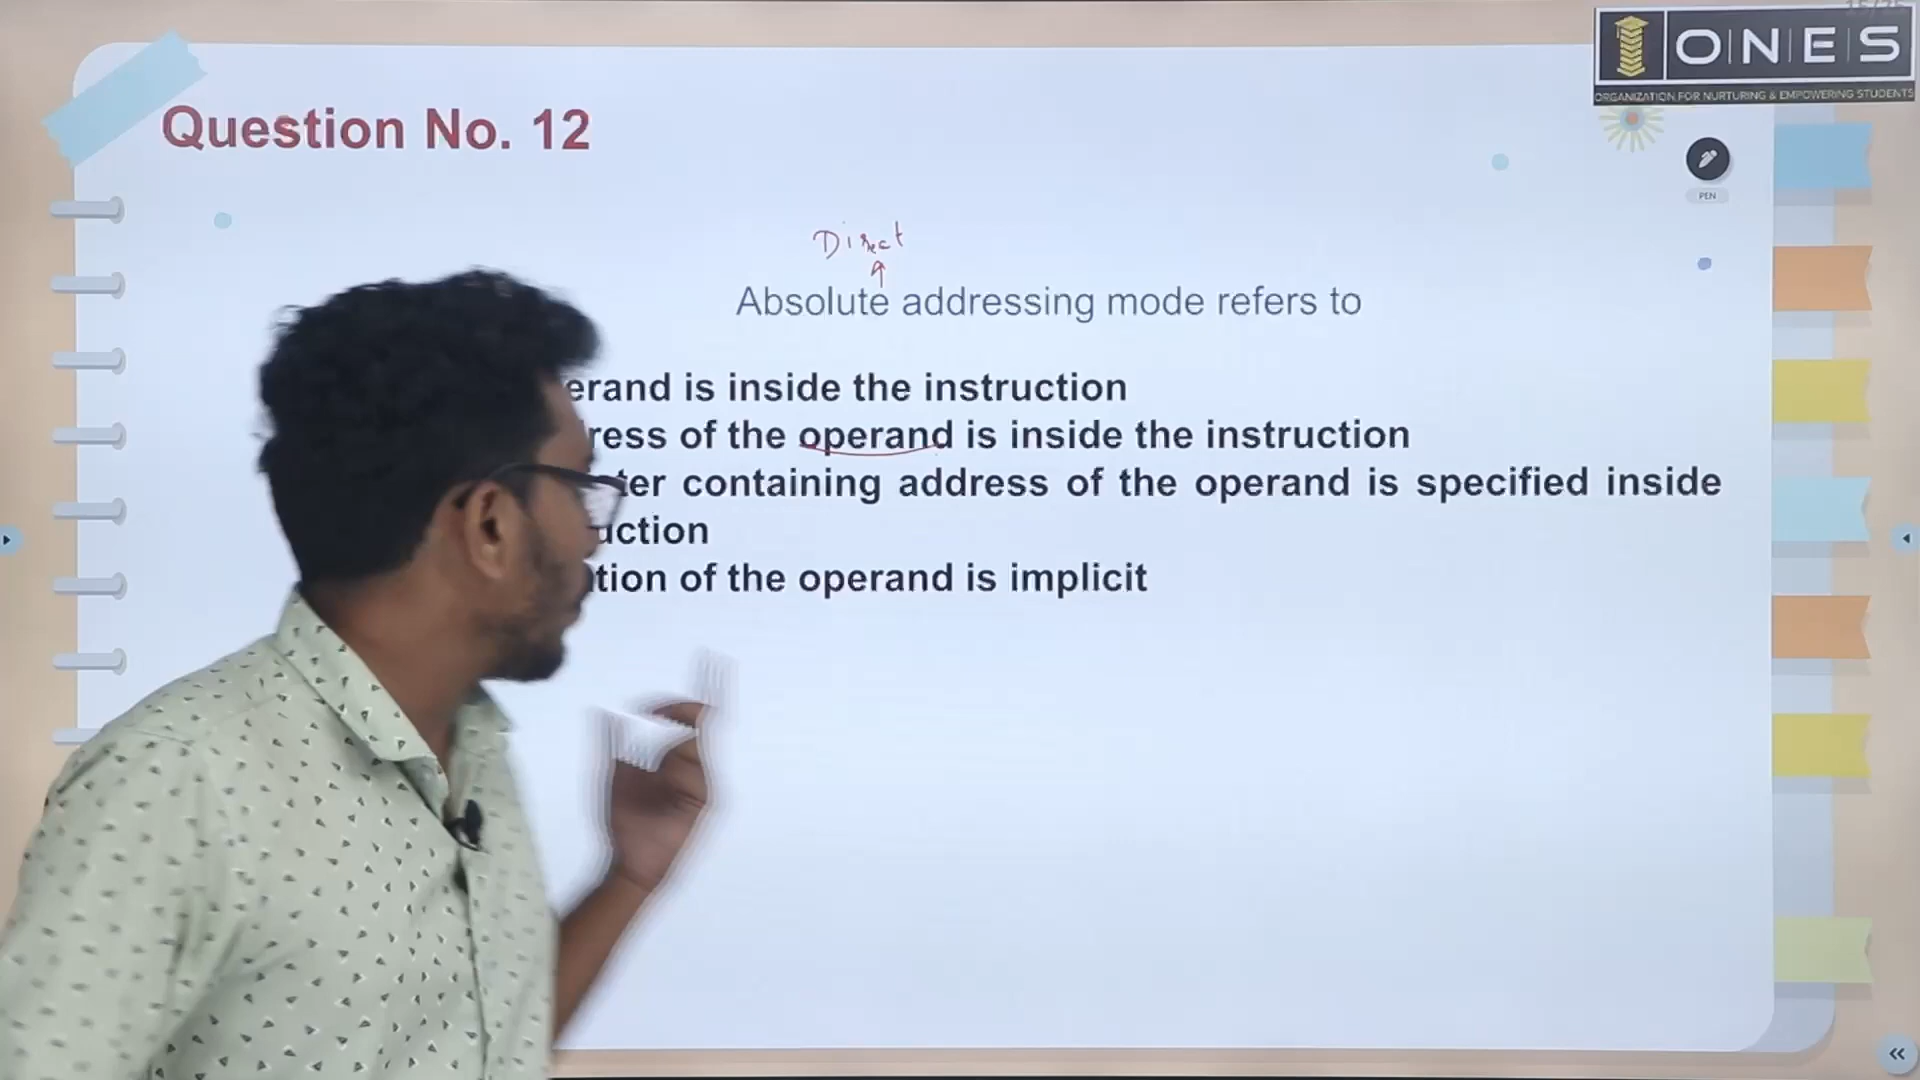 O|N|E|S
ORGANIZATION FOR NURTURING & EMPOWERING STUDENTS
Question No. 12
PEN
Direct
Absolute addressing mode refers to
erand is inside the instruction
ress of the operand is inside the instruction
ter containing address of the operand is specified inside
uction
tion of the operand is implicit